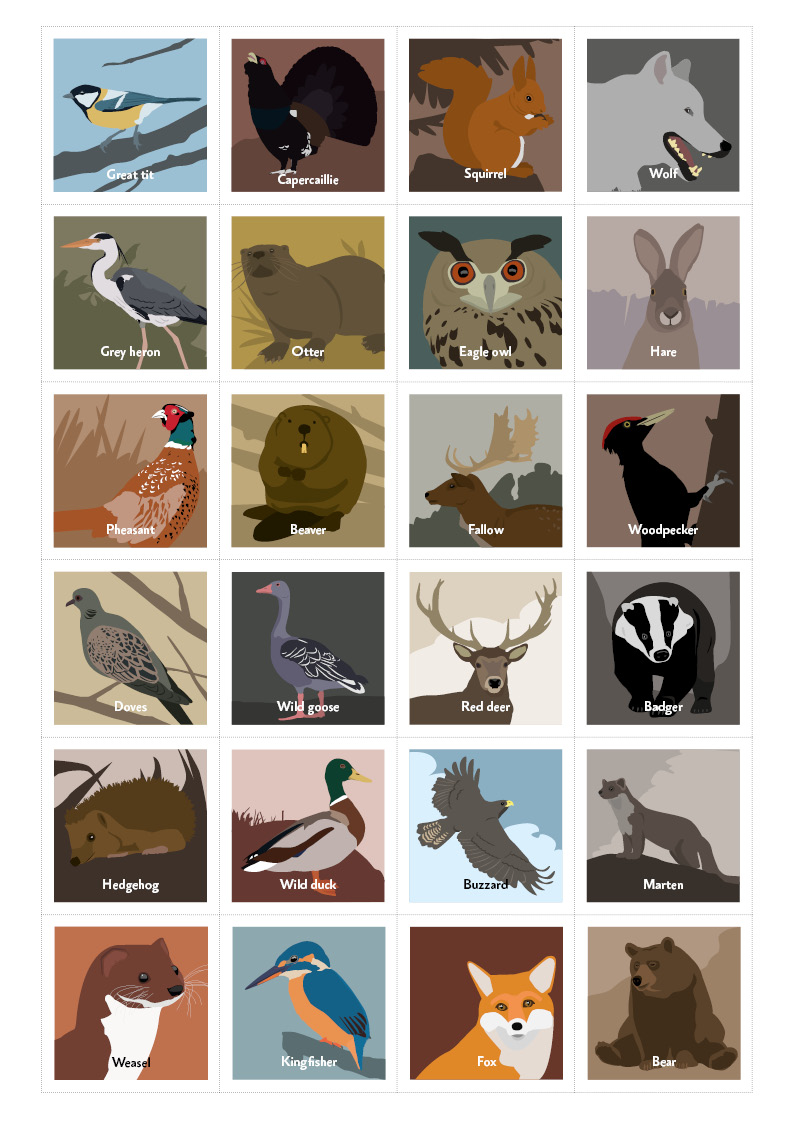 Great tit
Capercaillie
Squirrel
Wolf
Grey heron
Otter
Eagle owl
Hare
Pheasant
Beaver
Fallow
Woodpecker
Doves
Wild goose
Red deer
Badger
Hedgehog
Wild duck
Buzzard
Marten
Weasel
Kingfisher
Fox
Bear